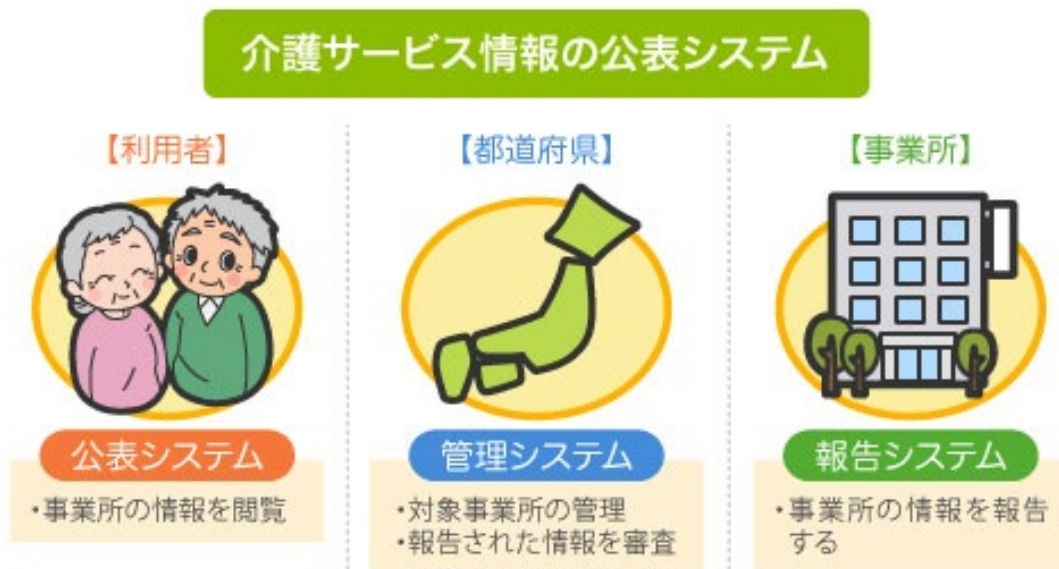 介護サービス情報の公表システム
【利用者】
公表システム
・事業所の情報を閲覧
【都道府県】
管理システム
・対象事業所の管理
・報告された情報を審査
【事業所】
報告システム
・事業所の情報を報告
する